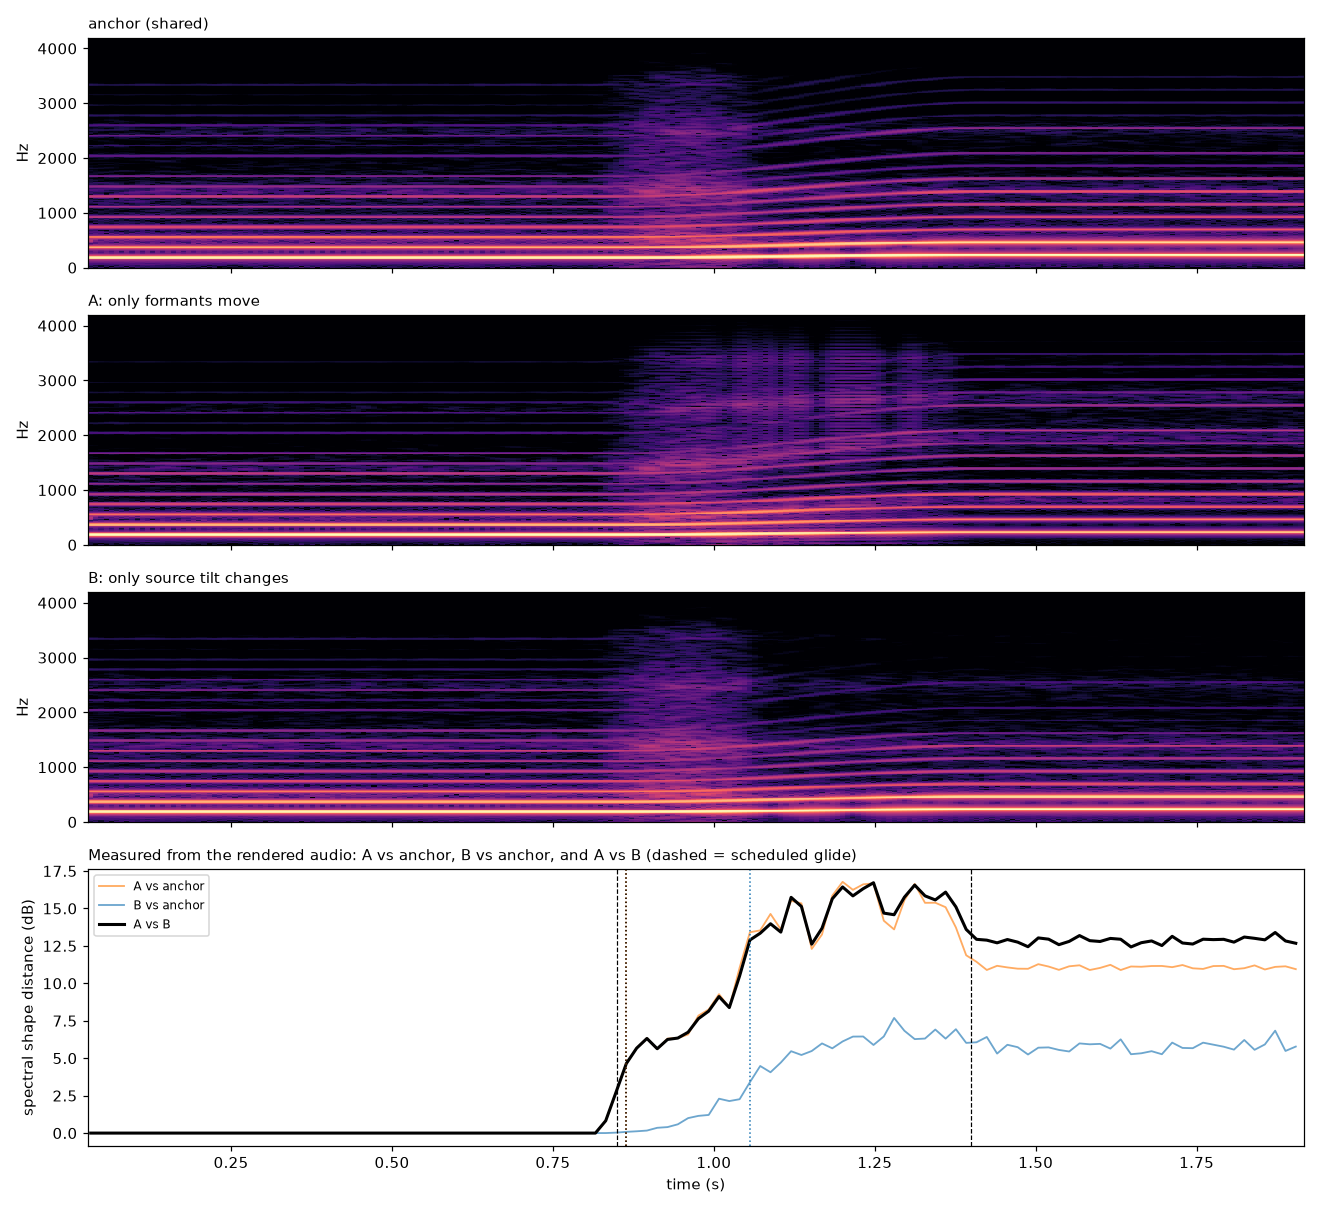 anchor (shared)
4000
3000
2000
1000
0
Hz
A: only formants move
4000
3000
2000
1000
0
Hz
B: only source tilt changes
4000
3000
2000
1000
0
Hz
Measured from the rendered audio: A vs anchor, B vs anchor, and A vs B (dashed = scheduled glide)
17.5
15.0
12.5
10.0
7.5
5.0
2.5
0.0
spectral shape distance (dB)
A vs anchor
B vs anchor
A vs B
0.25
0.50
0.75
1.00
1.25
1.50
1.75
time (s)